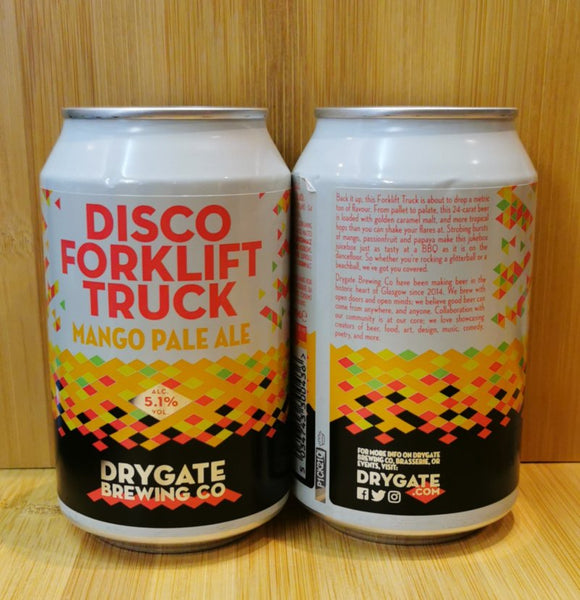 DISCO
FORKLIFT
TRUCK
MANGO PALE ALE
ALC.
5.1%
VOL
DRYGATE
BREWING CO
Back it up, this Forklift Truck is about to drop a metric
ton of flavour. From pallet to palate, this 24-carat beer
is loaded with golden caramel malt, and more tropical
hops than you can shake your flares at. Strobing bursts
of mango, passionfruit and papaya make this jukebox
juicebox just as tasty at a BBQ as it is on the
dancefloor. So whether you're rocking a glitterball or a
beachball, we've got you covered.
Drygate Brewing Co have been making beer in the
historic heart of Glasgow since 2014. We brew with
open doors and open minds; we believe good beer can
come from anywhere, and anyone. Collaboration with
our community is at our core; we love showcasing
creators of beer, food, art, design, music, comedy,
poetry, and more.
FOR MORE INFO ON DRYGATE
BREWING CO, BRASSERIE, OR
EVENTS, VISIT:
DRYGATE
.COM